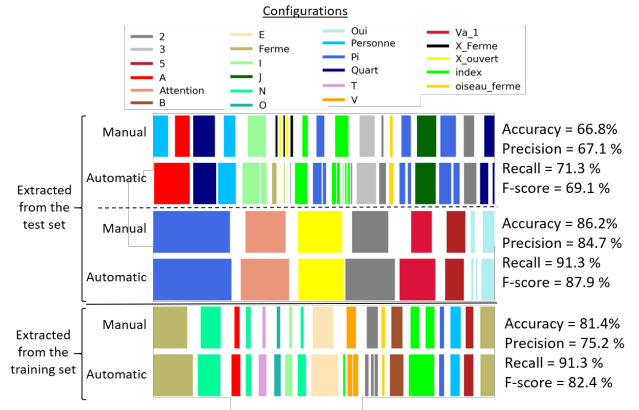 Configurations
2
3
5
A
Attention
B
E
Ferme
I
J
N
O
Oui
Personne
Pi
Quart
T
V
Va_1
X_Ferme
X_ouvert
index
oiseau_ferme
Extracted
from the
test set
Manual
Automatic
Accuracy = 66.8%
Precision = 67.1 %
Recall = 71.3 %
F-score = 69.1 %
Manual
Automatic
Accuracy = 86.2%
Precision = 84.7 %
Recall = 91.3 %
F-score = 87.9 %
Extracted
from the
training set
Manual
Automatic
Accuracy = 81.4%
Precision = 75.2 %
Recall = 91.3 %
F-score = 82.4 %